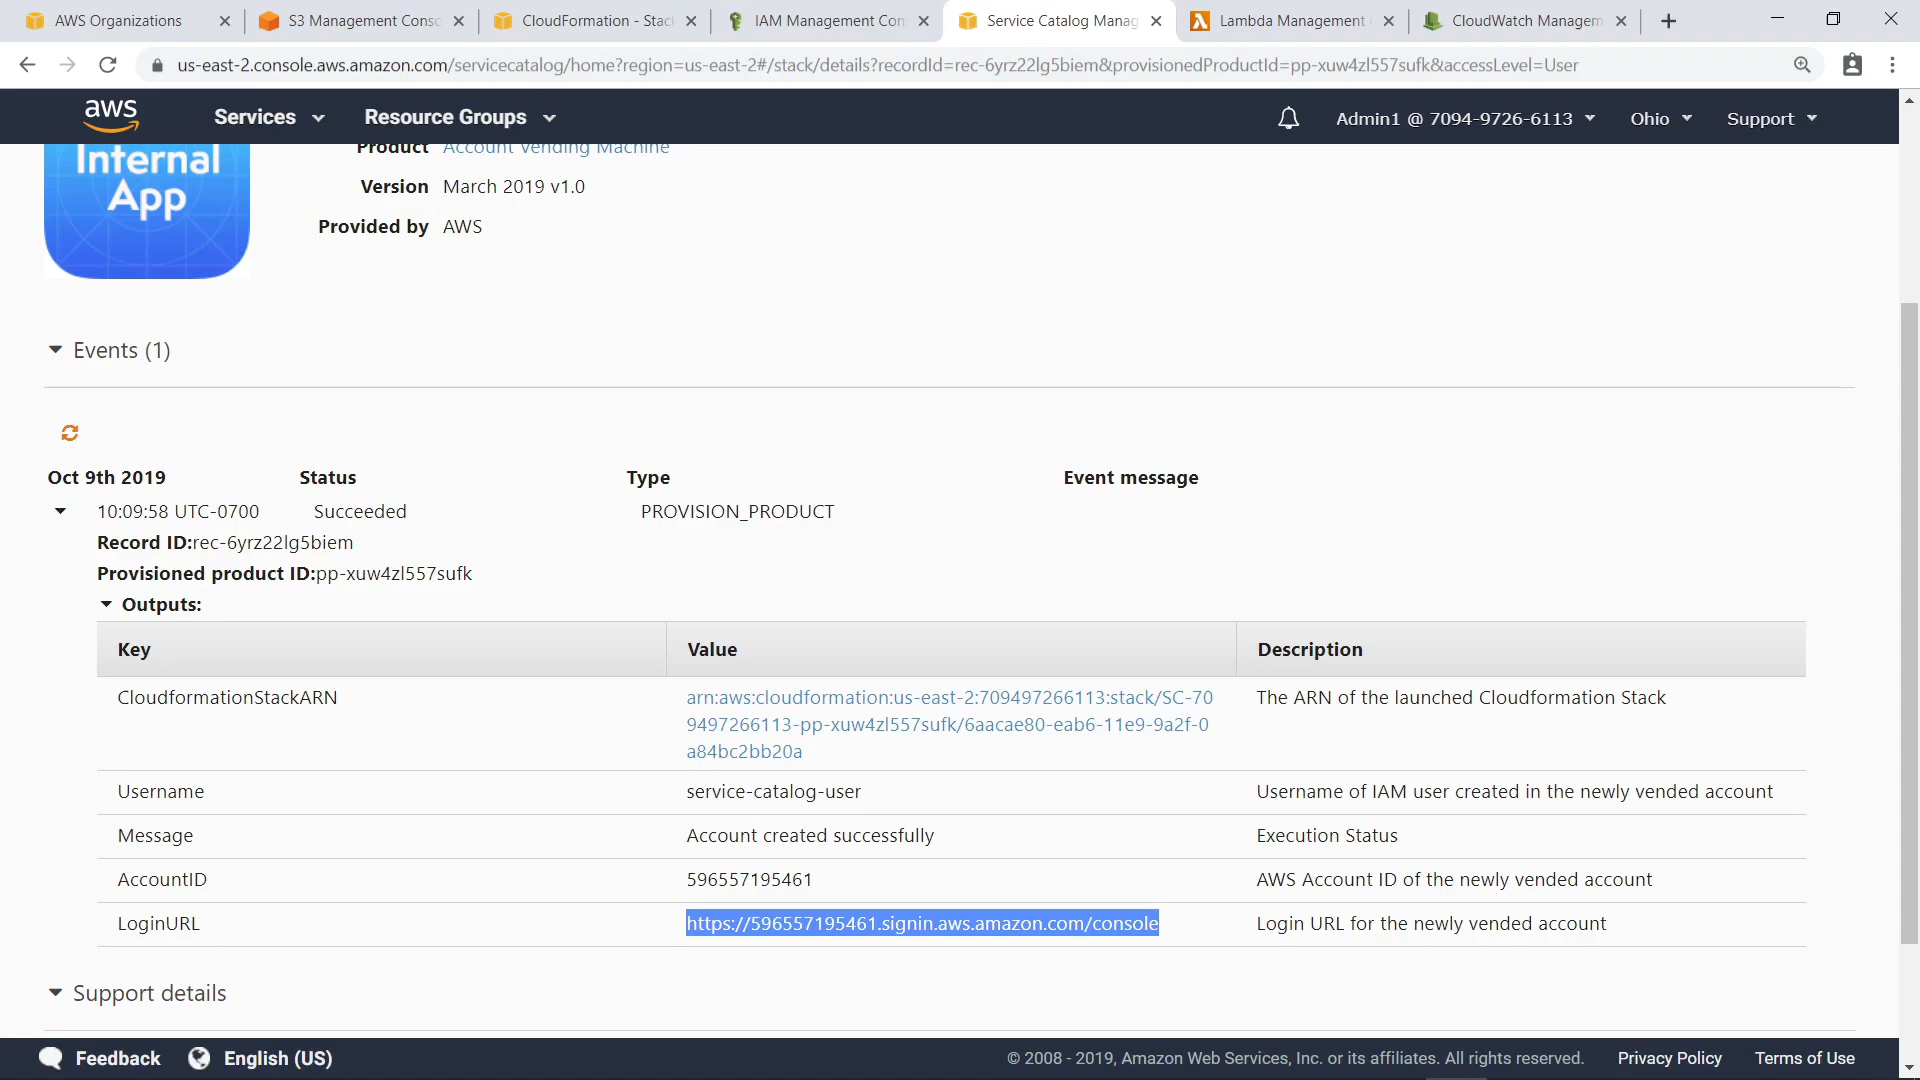 AWS Organizations
S3 Management Conso
CloudFormation - Stac
IAM Management Con
Service Catalog Manag
Lambda Management
CloudWatch Managem
us-east-2.console.aws.amazon.com/servicecatalog/home?region=us-east-2#/stack/details?recordId=rec-6yrz22lg5biem&provisionedProductId=pp-xuw4zl557sufk&accessLevel=User
aws
Services
Resource Groups
Admin1 @ 7094-9726-6113
Ohio
Support
Internal
App
Product Account Vending Machine
Version March 2019 v1.0
Provided by AWS
Events (1)
Oct 9th 2019 Status Type Event message
10:09:58 UTC-0700 Succeeded PROVISION_PRODUCT
Record ID:rec-6yrz22lg5biem
Provisioned product ID:pp-xuw4zl557sufk
Outputs:
Key Value Description
CloudformationStackARN arn:aws:cloudformation:us-east-2:709497266113:stack/SC-70 The ARN of the launched Cloudformation Stack
9497266113-pp-xuw4zl557sufk/6aacae80-eab6-11e9-9a2f-0
a84bc2bb20a
Username service-catalog-user Username of IAM user created in the newly vended account
Message Account created successfully Execution Status
AccountID 596557195461 AWS Account ID of the newly vended account
LoginURL https://596557195461.signin.aws.amazon.com/console Login URL for the newly vended account
Support details
Feedback
English (US)
© 2008 - 2019, Amazon Web Services, Inc. or its affiliates. All rights reserved.
Privacy Policy
Terms of Use